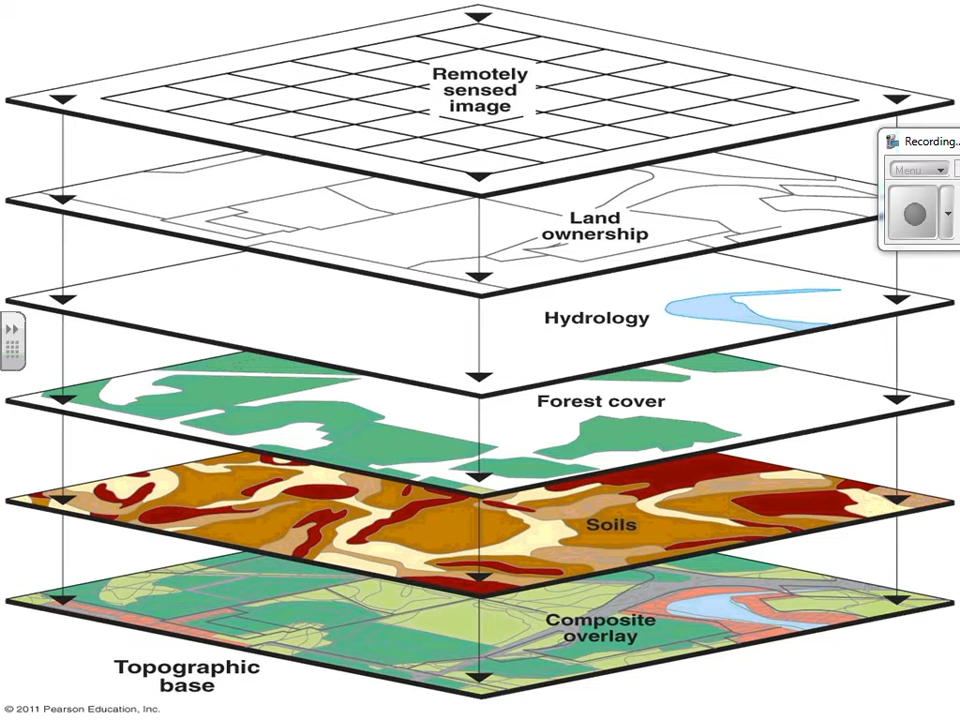 Remotely
sensed
image
Recording...
Menu
Land
ownership
Hydrology
Forest cover
Soils
Composite
overlay
Topographic
base
© 2011 Pearson Education, Inc.